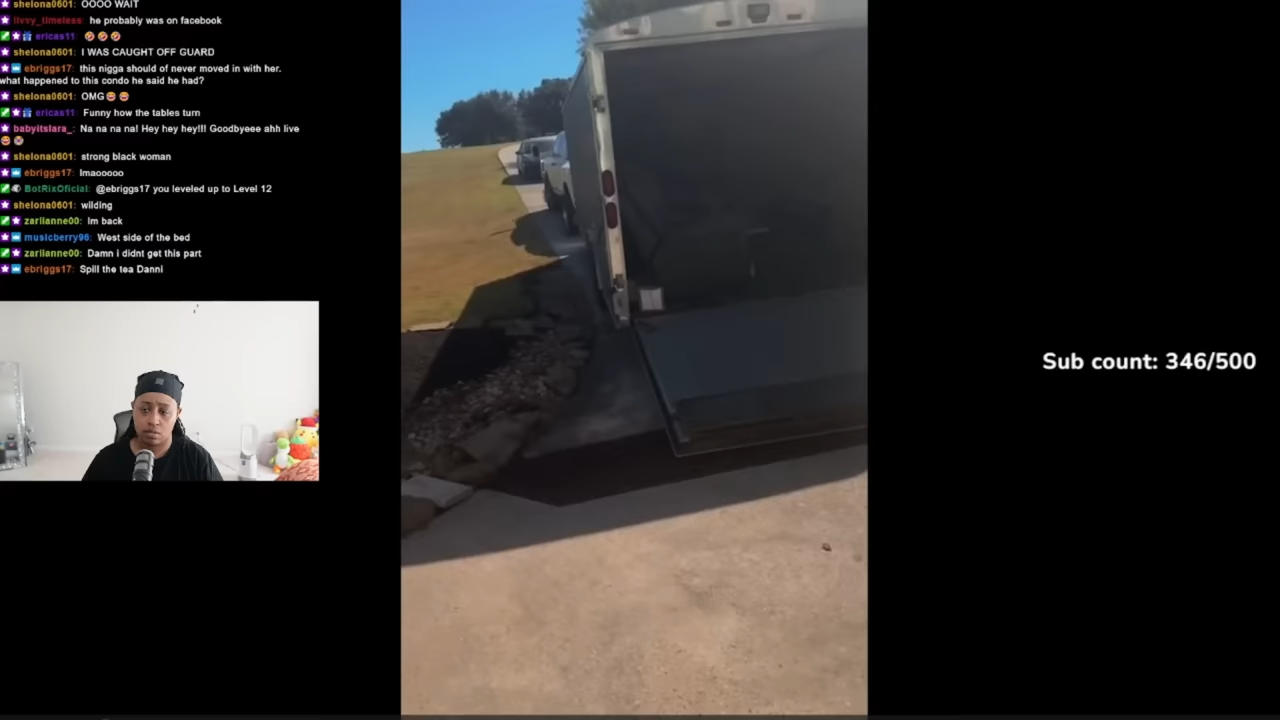 shelona0601: OOOO WAIT
livvy_timeless: he probably was on facebook
ericas11: 🤣🤣🤣
shelona0601: I WAS CAUGHT OFF GUARD
ebriggs17: this nigga should of never moved in with her.
what happened to this condo he said he had?
shelona0601: OMG😂😂
ericas11: Funny how the tables turn
babyitslara_: Na na na na! Hey hey hey!!! Goodbyeee ahh live
shelona0601: strong black woman
ebriggs17: lmaooooo
BotRixOficial: @ebriggs17 you leveled up to Level 12
shelona0601: wilding
zarlianne00: Im back
musicberry96: West side of the bed
zarlianne00: Damn i didnt get this part
ebriggs17: Spill the tea Danni
Sub count: 346/500